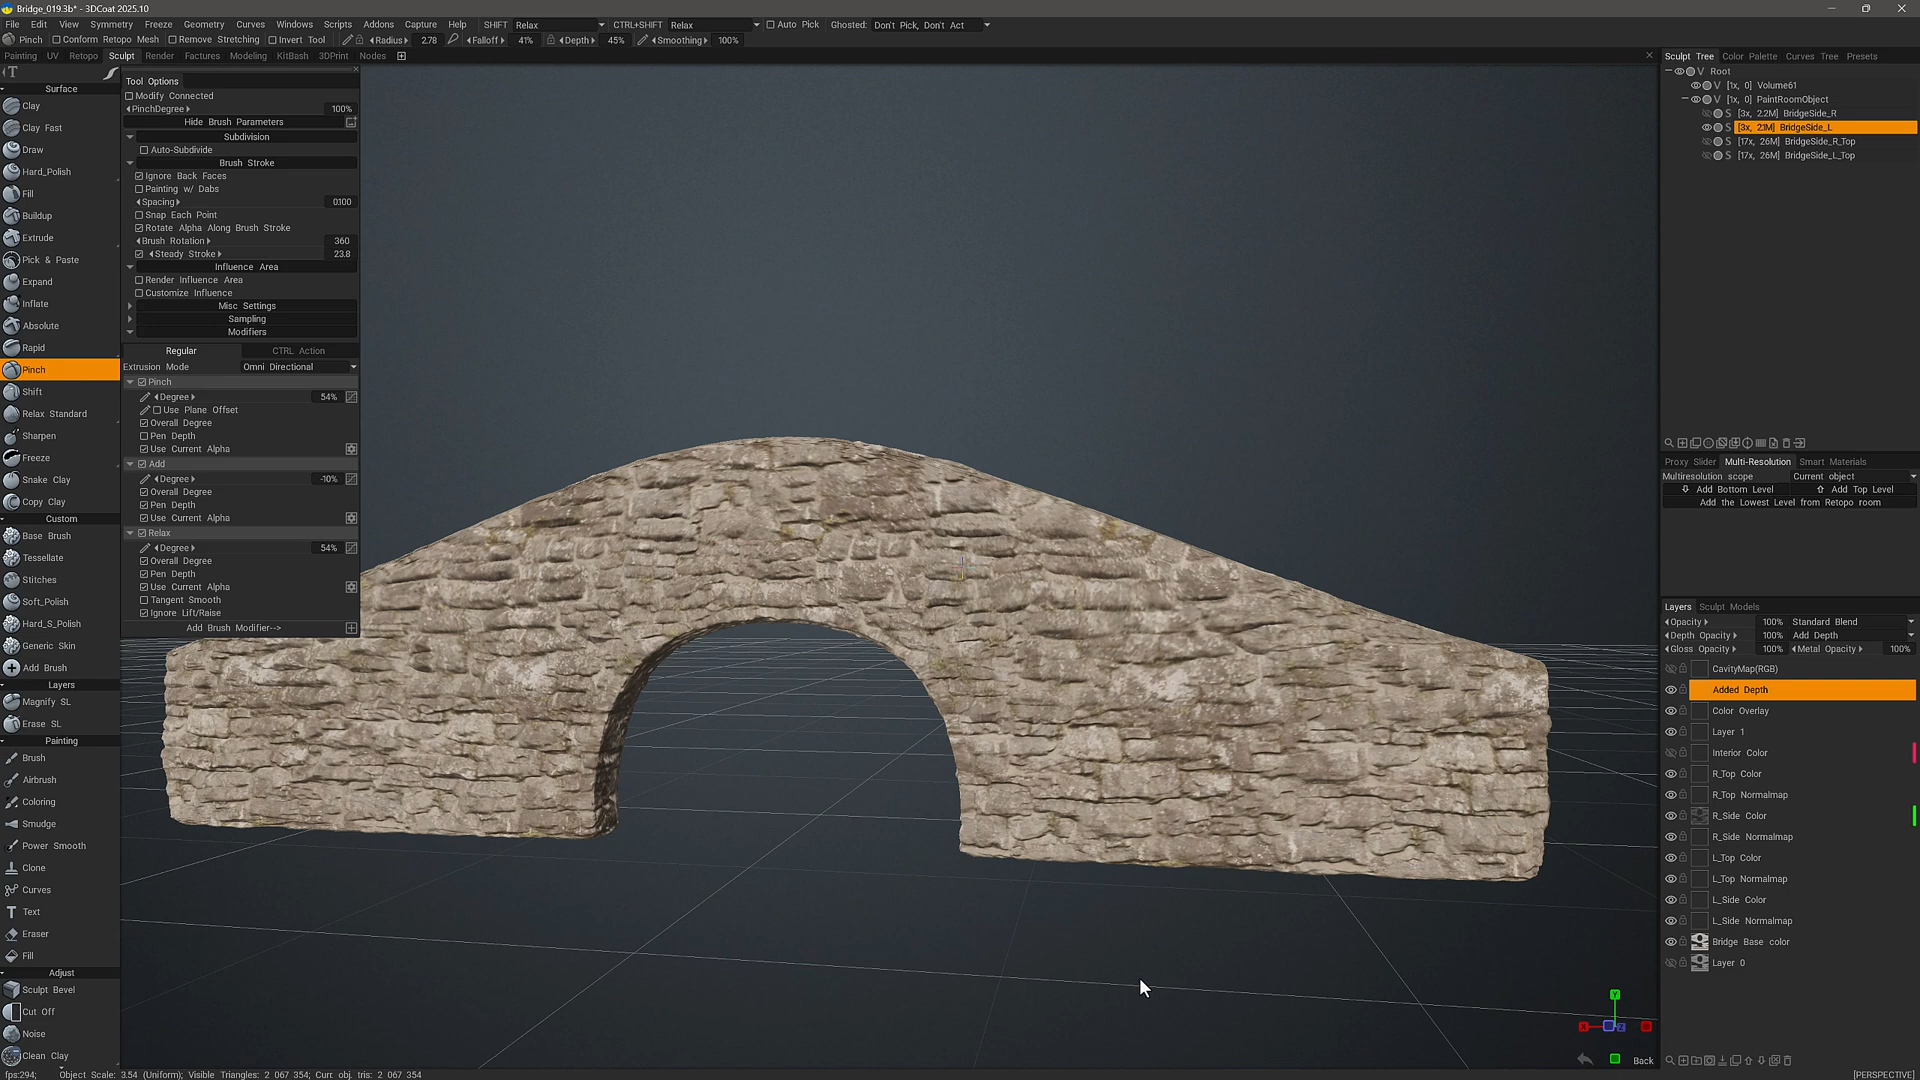 Bridge_019.3b* - 3DCoat 2025.10
File Edit View Symmetry Freeze Geometry Curves Windows Scripts Addons Capture Help SHIFT Relax CTRL+SHIFT Relax Auto Pick Ghosted: Don't Pick, Don't Act
Pinch Conform Retopo Mesh Remove Stretching Invert Tool Radius 2.78 Falloff 41% Depth 45% Smoothing 100%
Painting UV Retopo Sculpt Render Factures Modeling KitBash 3DPrint Nodes
T
Surface
Clay
Clay Fast
Draw
Hard_Polish
Fill
Buildup
Extrude
Pick & Paste
Expand
Inflate
Absolute
Rapid
Pinch
Shift
Relax Standard
Sharpen
Freeze
Snake Clay
Copy Clay
Custom
Base Brush
Tessellate
Stitches
Soft_Polish
Hard_S_Polish
Generic Skin
Add Brush
Layers
Magnify SL
Erase SL
Painting
Brush
Airbrush
Coloring
Smudge
Power Smooth
Clone
Curves
Text
Eraser
Fill
Adjust
Sculpt Bevel
Cut Off
Noise
Clean Clay
Tool Options
Modify Connected
PinchDegree 100%
Hide Brush Parameters
Subdivision
Auto-Subdivide
Brush Stroke
Ignore Back Faces
Painting w/ Dabs
Spacing 0.100
Snap Each Point
Rotate Alpha Along Brush Stroke
Brush Rotation 360
Steady Stroke 23.8
Influence Area
Render Influence Area
Customize Influence
Misc Settings
Sampling
Modifiers
Regular CTRL Action
Extrusion Mode Omni Directional
Pinch
Degree 54%
Use Plane Offset
Overall Degree
Pen Depth
Use Current Alpha
Add
Degree -10%
Overall Degree
Pen Depth
Use Current Alpha
Relax
Degree 54%
Overall Degree
Pen Depth
Use Current Alpha
Tangent Smooth
Ignore Lift/Raise
Add Brush Modifier-->
Sculpt Tree Color Palette Curves Tree Presets
V Root
V [1x, 0] Volume61
V [1x, 0] PaintRoomObject
S [3x, 2.2M] BridgeSide_R
S [3x, 2.1M] BridgeSide_L
S [17x, 26M] BridgeSide_R_Top
S [17x, 26M] BridgeSide_L_Top
Proxy Slider Multi-Resolution Smart Materials
Multiresolution scope Current object
Add Bottom Level Add Top Level
Add the Lowest Level from Retopo room
Layers Sculpt Models
Opacity 100% Standard Blend
Depth Opacity 100% Add Depth
Gloss Opacity 100% Metal Opacity 100%
CavityMap(RGB)
Added Depth
Color Overlay
Layer 1
Interior Color
R_Top Color
R_Top Normalmap
R_Side Color
R_Side Normalmap
L_Top Color
L_Top Normalmap
L_Side Color
L_Side Normalmap
Bridge Base color
Layer 0
Y
X Z
Back
fps:294; Object Scale: 3.54 (Uniform); Visible Triangles: 2 067 354; Curr. obj. tris: 2 067 354
[PERSPECTIVE]